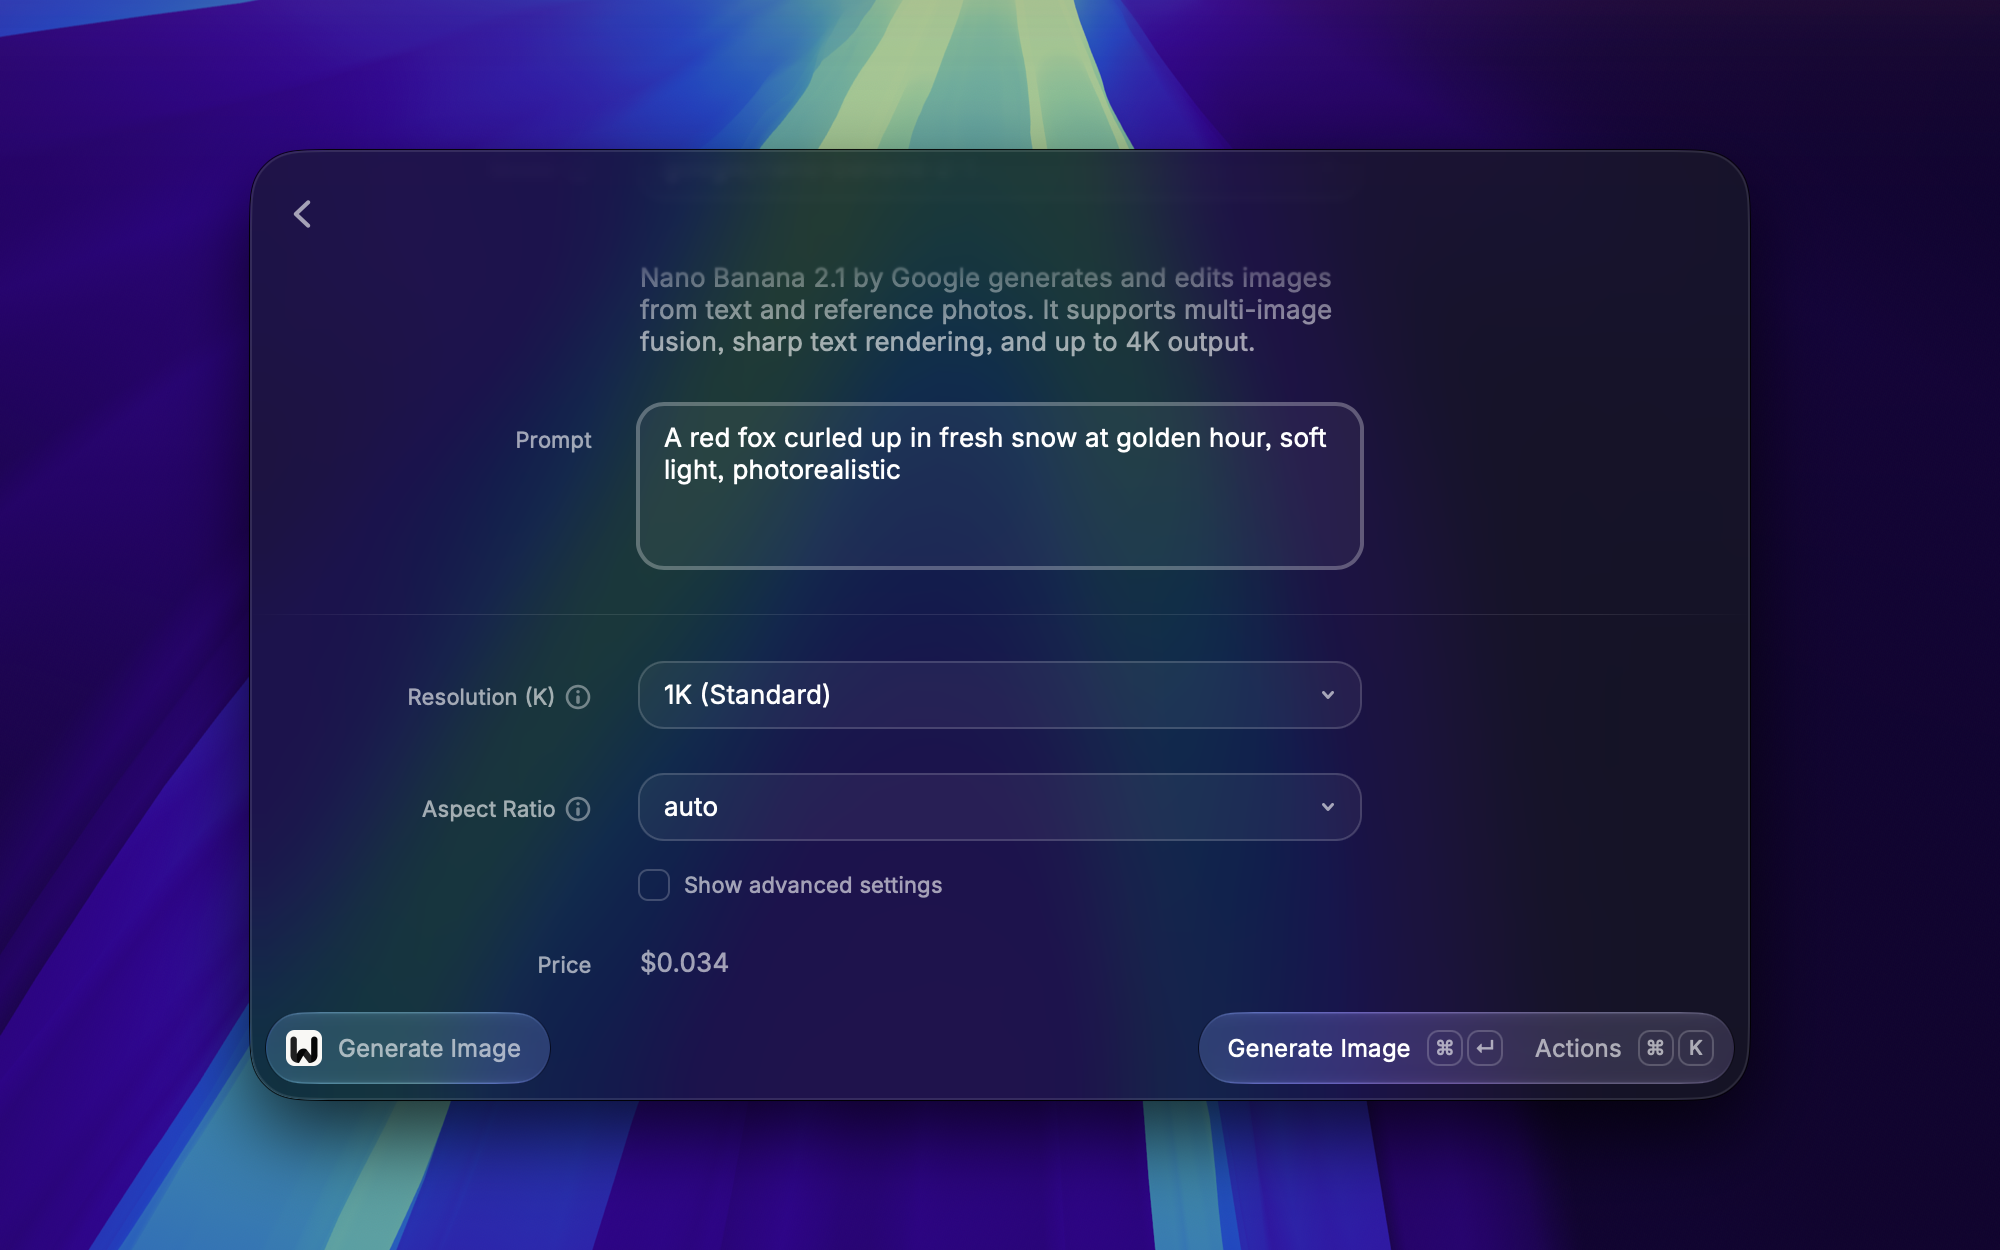 Nano Banana 2.1 by Google generates and edits images
from text and reference photos. It supports multi-image
fusion, sharp text rendering, and up to 4K output.
Prompt
A red fox curled up in fresh snow at golden hour, soft
light, photorealistic
Resolution (K)
1K (Standard)
Aspect Ratio
auto
Show advanced settings
Price
$0.034
Generate Image
Generate Image ⌘ ↵ Actions ⌘ K